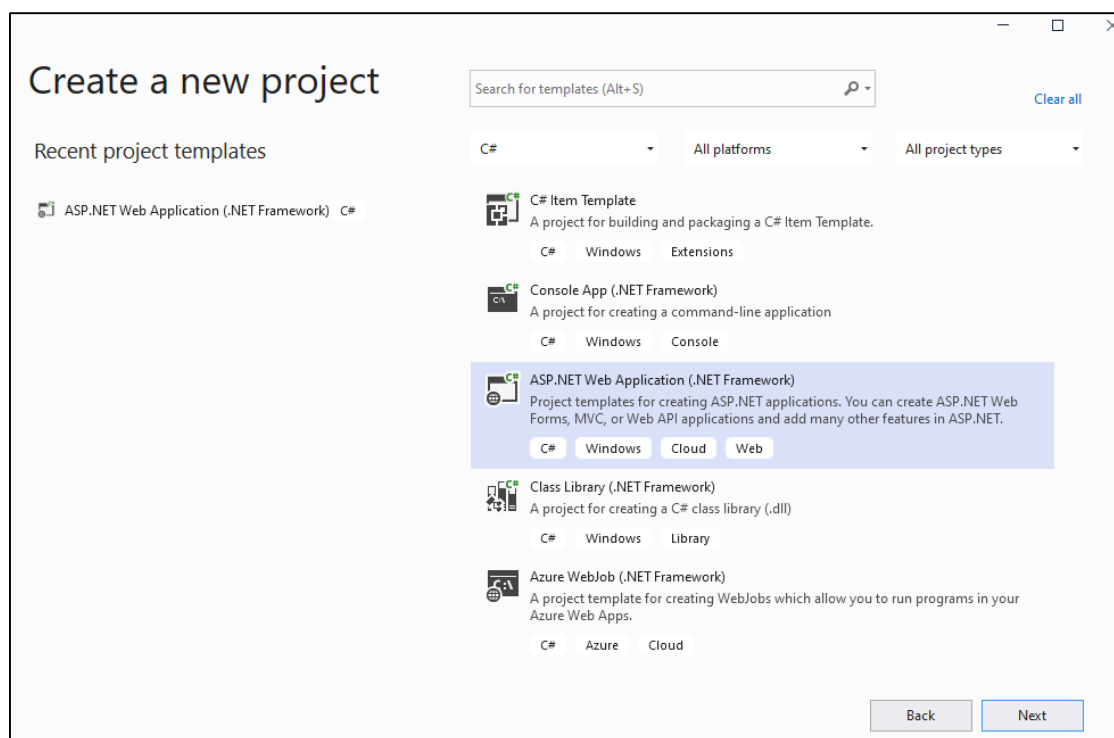 Create a new project
Search for templates (Alt+S)
Clear all
Recent project templates
C#
All platforms
All project types
ASP.NET Web Application (.NET Framework) C#
C#
C# Item Template
A project for building and packaging a C# Item Template.
C# Windows Extensions
C#
C:\
Console App (.NET Framework)
A project for creating a command-line application
C# Windows Console
C#
ASP.NET Web Application (.NET Framework)
Project templates for creating ASP.NET applications. You can create ASP.NET Web
Forms, MVC, or Web API applications and add many other features in ASP.NET.
C# Windows Cloud Web
C#
Class Library (.NET Framework)
A project for creating a C# class library (.dll)
C# Windows Library
C:\
Azure WebJob (.NET Framework)
A project template for creating WebJobs which allow you to run programs in your
Azure Web Apps.
C# Azure Cloud
Back
Next